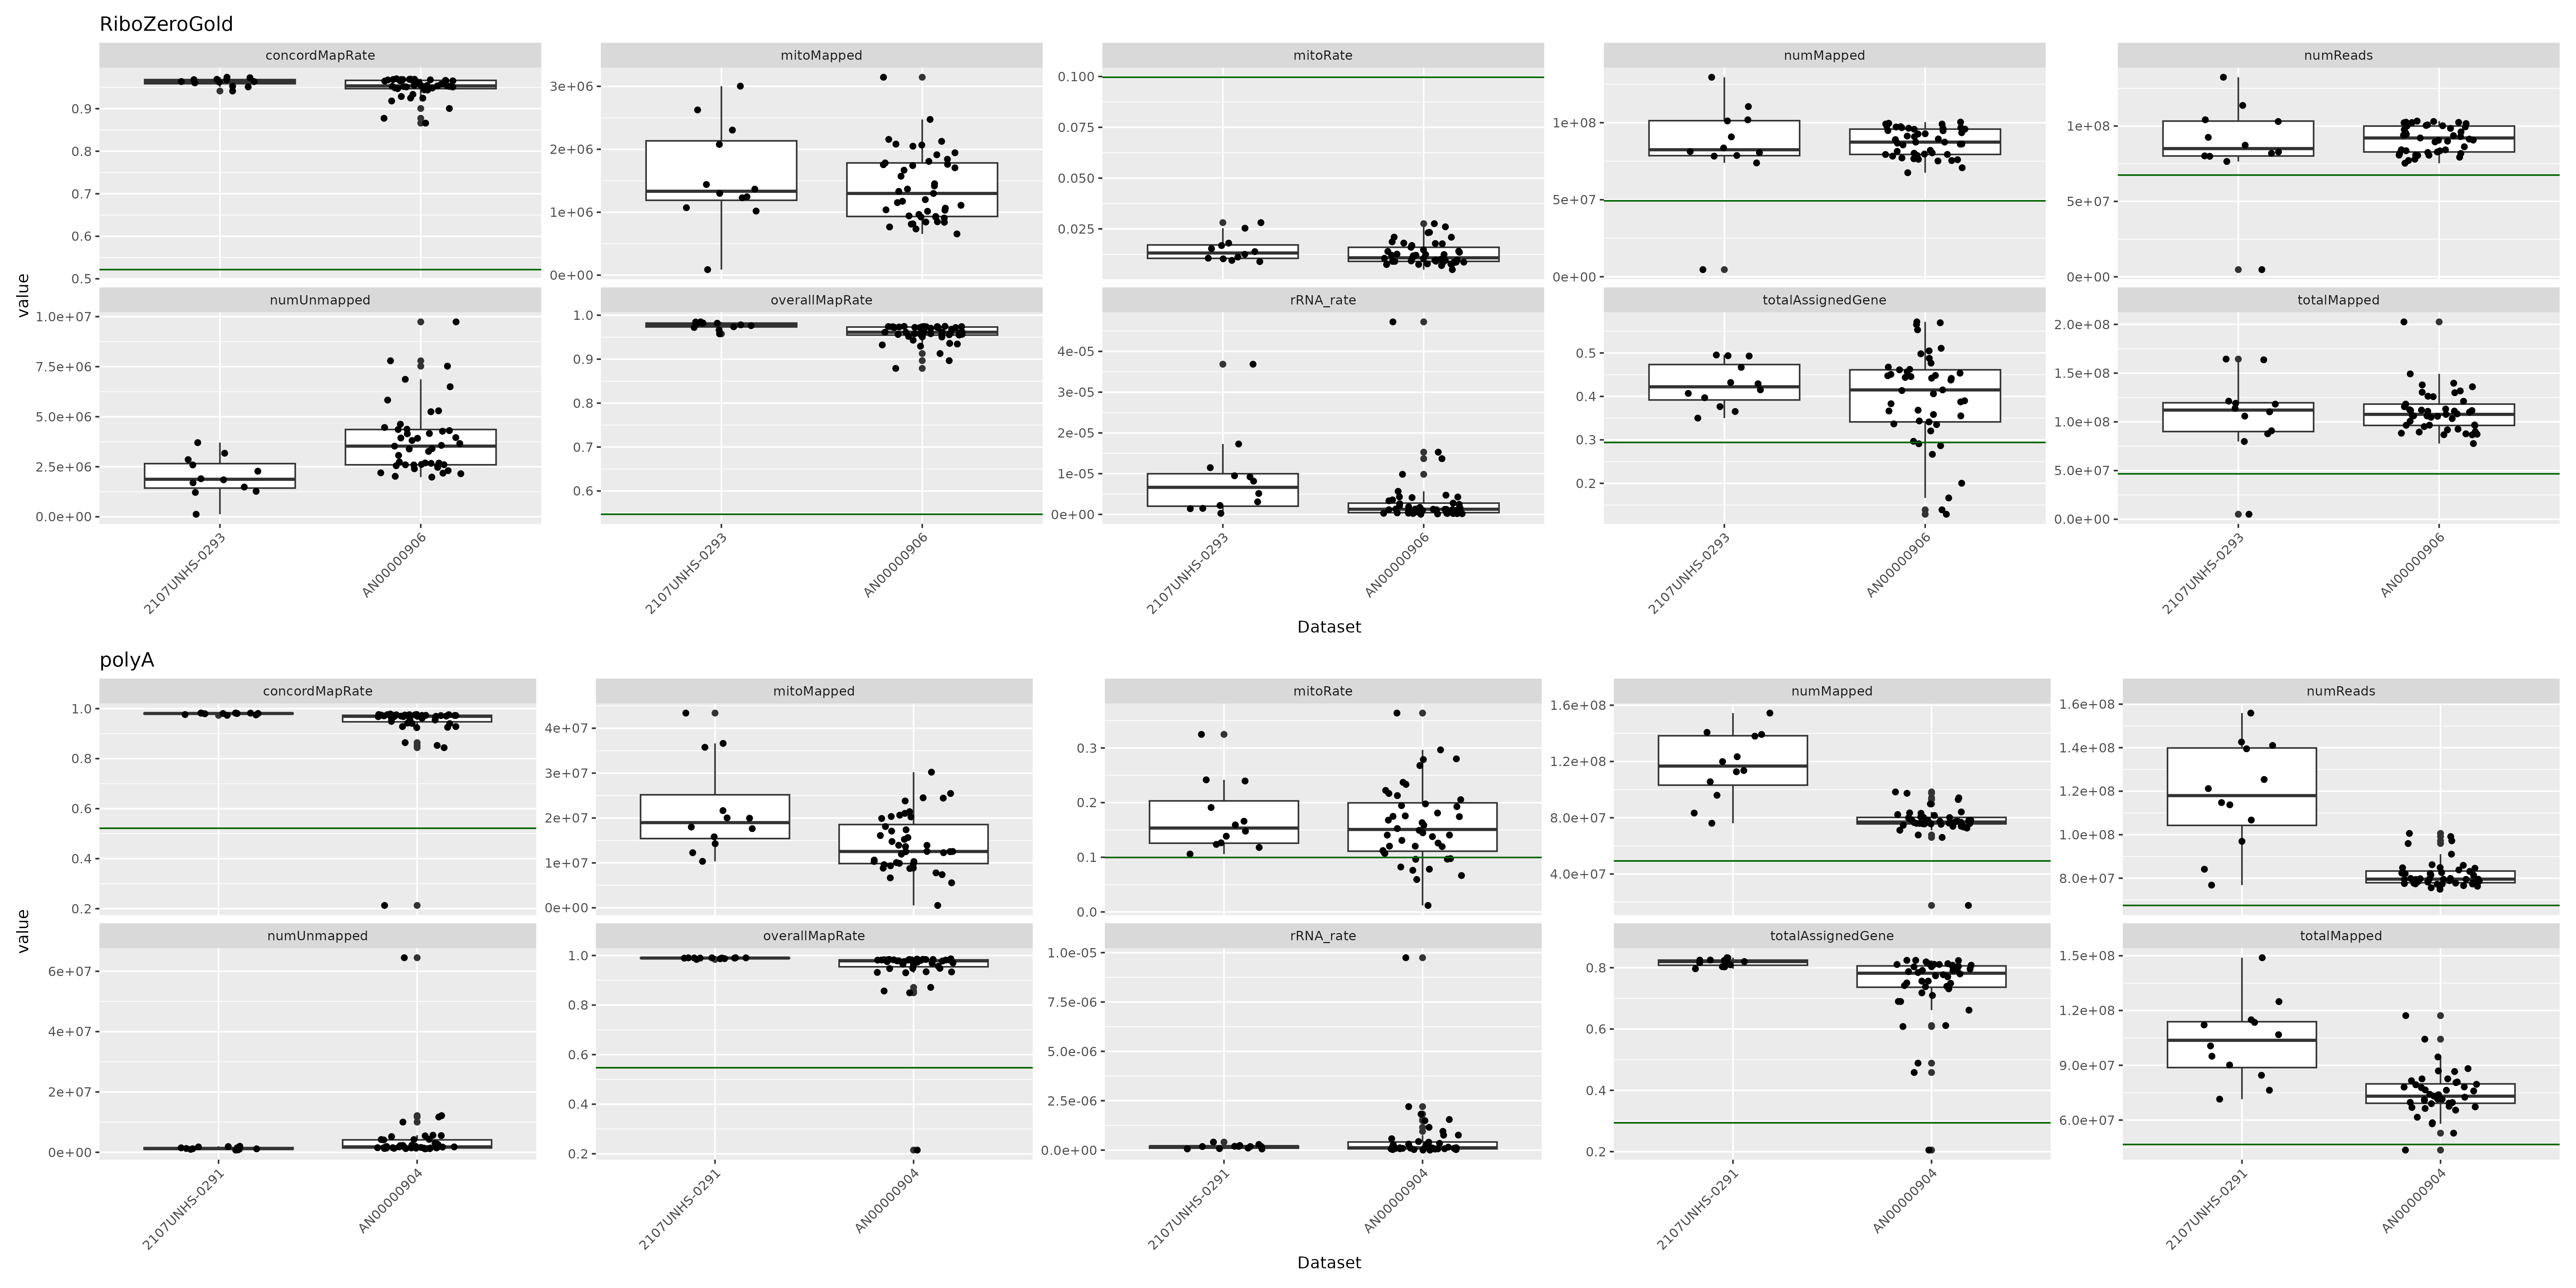 RiboZeroGold
concordMapRate
mitoMapped
mitoRate
numMapped
numReads
0.9
0.8
0.7
0.6
0.5
3e+06
2e+06
1e+06
0e+00
0.100
0.075
0.050
0.025
1e+08
5e+07
0e+00
1e+08
5e+07
0e+00
value
numUnmapped
overallMapRate
rRNA_rate
totalAssignedGene
totalMapped
1.0e+07
7.5e+06
5.0e+06
2.5e+06
0.0e+00
1.0
0.9
0.8
0.7
0.6
4e-05
3e-05
2e-05
1e-05
0e+00
0.5
0.4
0.3
0.2
2.0e+08
1.5e+08
1.0e+08
5.0e+07
0.0e+00
2107UNHS-0293
AN00000906
2107UNHS-0293
AN00000906
2107UNHS-0293
AN00000906
2107UNHS-0293
AN00000906
2107UNHS-0293
AN00000906
Dataset
polyA
concordMapRate
mitoMapped
mitoRate
numMapped
numReads
1.0
0.8
0.6
0.4
0.2
4e+07
3e+07
2e+07
1e+07
0e+00
0.3
0.2
0.1
0.0
1.6e+08
1.2e+08
8.0e+07
4.0e+07
1.6e+08
1.4e+08
1.2e+08
1.0e+08
8.0e+07
value
numUnmapped
overallMapRate
rRNA_rate
totalAssignedGene
totalMapped
6e+07
4e+07
2e+07
0e+00
1.0
0.8
0.6
0.4
0.2
1.0e-05
7.5e-06
5.0e-06
2.5e-06
0.0e+00
0.8
0.6
0.4
0.2
1.5e+08
1.2e+08
9.0e+07
6.0e+07
2107UNHS-0291
AN00000904
2107UNHS-0291
AN00000904
2107UNHS-0291
AN00000904
2107UNHS-0291
AN00000904
2107UNHS-0291
AN00000904
Dataset